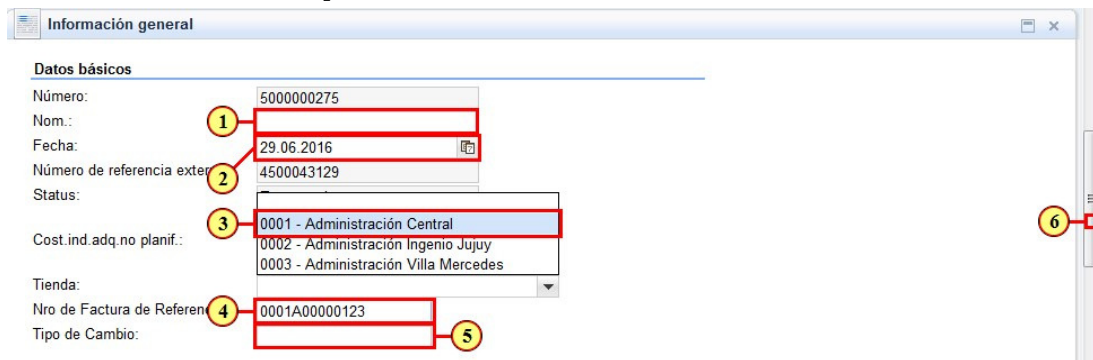 Información general
Datos básicos
Número: 5000000275
Nom.: 1
Fecha: 29.06.2016
Número de referencia exter 2 4500043129
Status:
3 0001 - Administración Central
Cost.ind.adq.no planif.: 0002 - Administración Ingenio Jujuy
0003 - Administración Villa Mercedes
6
Tienda:
Nro de Factura de Referen 4 0001A00000123
Tipo de Cambio: 5